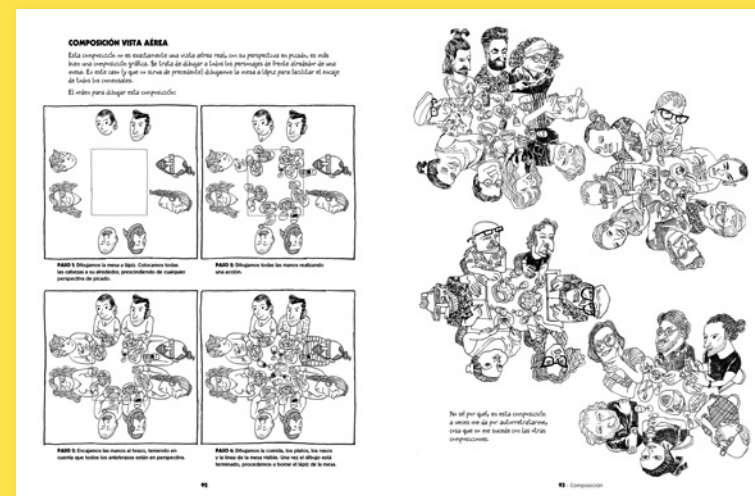 COMPOSICIÓN VISTA AÉREA
Esta composición no es exactamente una vista aérea real, con su perspectiva en picado, es más
bien una composición gráfica. Se trata de dibujar a todos los personajes de frente alrededor de una
mesa. En este caso (y que no sirva de precedente) dibujamos la mesa a lápiz para facilitar el encaje
de todos los comensales.
El orden para dibujar esta composición:
PASO 1: Dibujamos la mesa a lápiz. Colocamos todas
las cabezas a su alrededor, prescindiendo de cualquier
perspectiva de picado.
PASO 2: Dibujamos todas las manos realizando
una acción.
PASO 3: Encajamos las manos al brazo, teniendo en
cuenta que todos los antebrazos están en perspectiva.
PASO 4: Dibujamos la comida, los platos, los vasos
y la línea de la mesa visible. Una vez el dibujo está
terminado, procedemos a borrar el lápiz de la mesa.
92
No sé por qué, en esta composición
a veces me da por autorretratarme,
cosa que no me sucede con las otras
composiciones.
93 - Composición